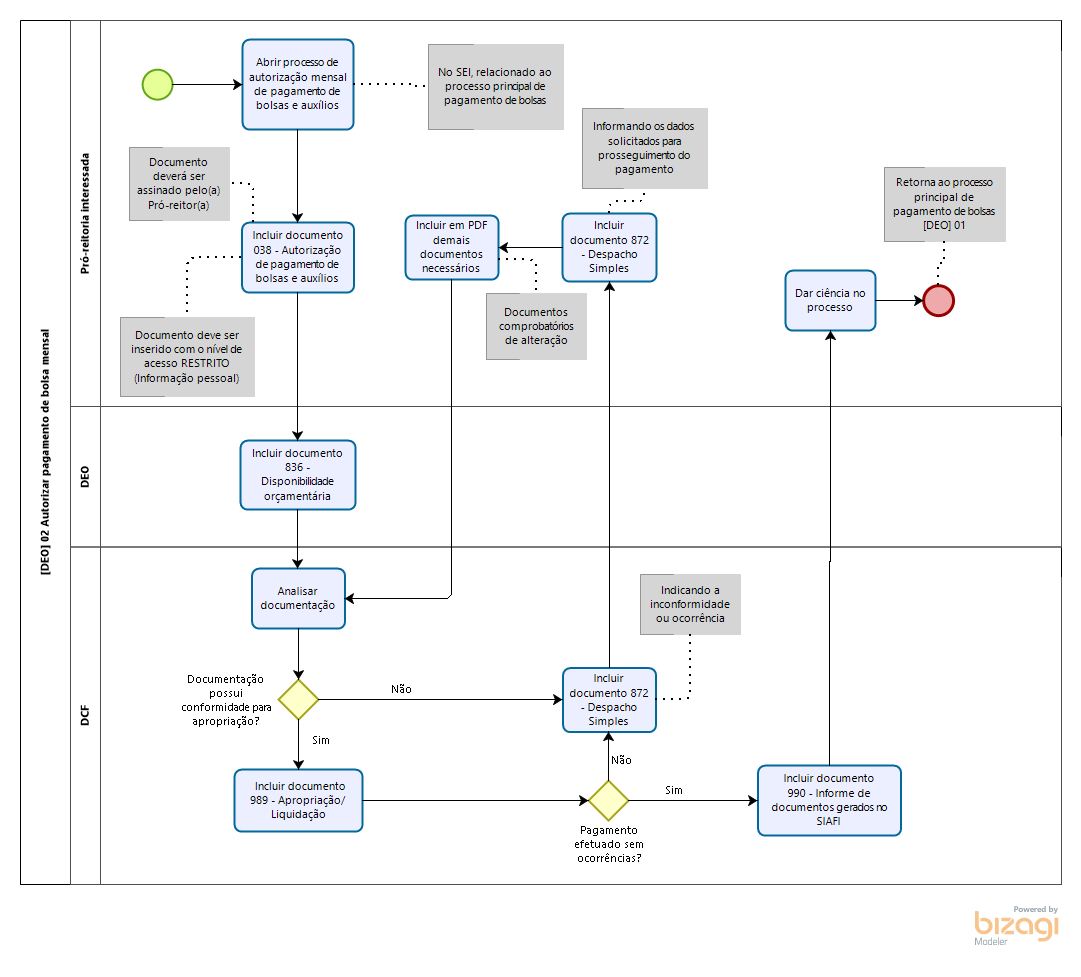 [DEO] 02 Autorizar pagamento de bolsa mensal
Pró-reitoria interessada
Abrir processo de
autorização mensal
de pagamento de
bolsas e auxílios
No SEI, relacionado ao
processo principal de
pagamento de bolsas
Informando os dados
solicitados para
prosseguimento do
pagamento
Documento
deverá ser
assinado pelo(a)
Pró-reitor(a)
Retorna ao processo
principal de
pagamento de bolsas
[DEO] 01
Incluir documento
038 - Autorização
de pagamento de
bolsas e auxílios
Incluir em PDF
demais
documentos
necessários
Incluir
documento 872
- Despacho
Simples
Dar ciência no
processo
Documentos
comprobatórios
de alteração
Documento deve ser
inserido com o nível de
acesso RESTRITO
(Informação pessoal)
DEO
Incluir documento
836 -
Disponibilidade
orçamentária
DCF
Analisar
documentação
Indicando a
inconformidade
ou ocorrência
Documentação
possui
conformidade para
apropriação?
Não
Incluir
documento 872
- Despacho
Simples
Sim
Não
Incluir documento
989 - Apropriação/
Liquidação
Sim
Incluir documento
990 - Informe de
documentos gerados no
SIAFI
Pagamento
efetuado sem
ocorrências?
Powered by
bizagi
Modeler